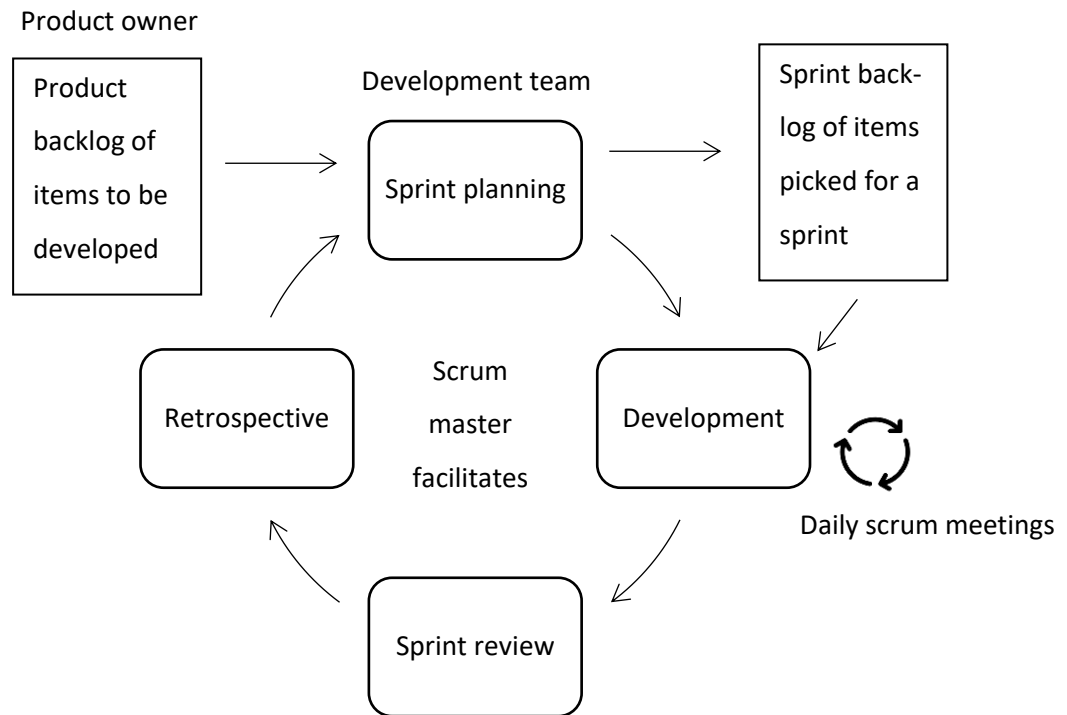 Product owner
Product
backlog of
items to be
developed
Development team
Sprint planning
Sprint back-
log of items
picked for a
sprint
Retrospective
Scrum
master
facilitates
Development
Daily scrum meetings
Sprint review